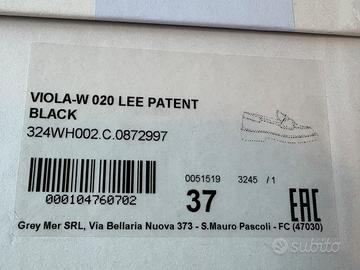 VIOLA-W 020 LEE PATENT
BLACK
324WH002.C.0872997
0051519 3245 / 1
37
EAC
000104760702
Grey Mer SRL, Via Bellaria Nuova 373 - S.Mauro Pascoli - FC (47030)
subito